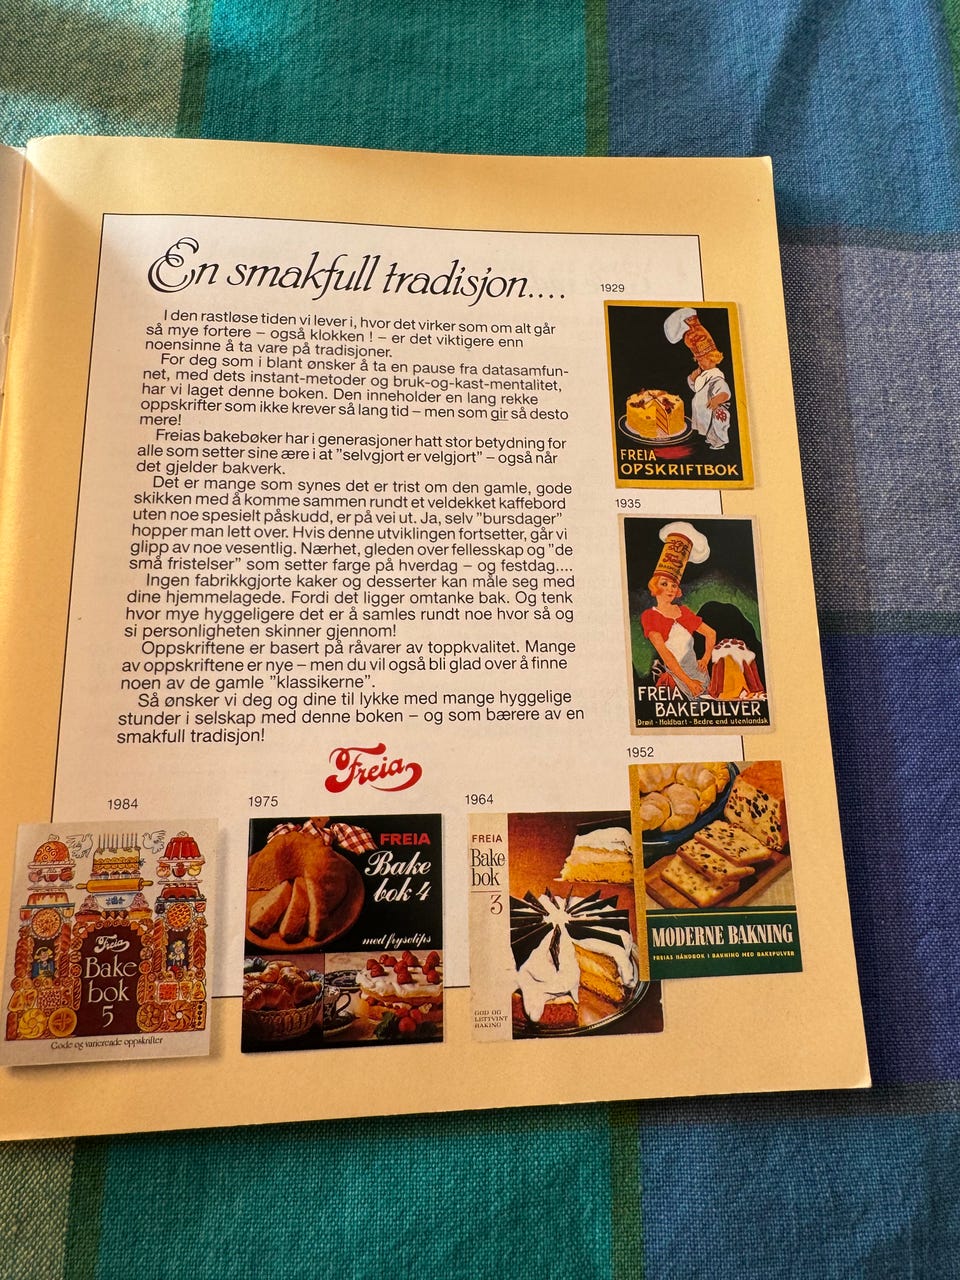 En smakfull tradisjon....
I den rastløse tiden vi lever i, hvor det virker som om alt går
så mye fortere – også klokken ! – er det viktigere enn
noensinne å ta vare på tradisjoner.
For deg som i blant ønsker å ta en pause fra datasamfun-
net, med dets instant-metoder og bruk-og-kast-mentalitet,
har vi laget denne boken. Den inneholder en lang rekke
oppskrifter som ikke krever så lang tid – men som gir så desto
mere!
Freias bakebøker har i generasjoner hatt stor betydning for
alle som setter sine ære i at "selvgjort er velgjort" – også når
det gjelder bakverk.
Det er mange som synes det er trist om den gamle, gode
skikken med å komme sammen rundt et veldekket kaffebord
uten noe spesielt påskudd, er på vei ut. Ja, selv "bursdager"
hopper man lett over. Hvis denne utviklingen fortsetter, går vi
glipp av noe vesentlig. Nærhet, gleden over fellesskap og "de
små fristelser" som setter farge på hverdag – og festdag....
Ingen fabrikkgjorte kaker og desserter kan måle seg med
dine hjemmelagede. Fordi det ligger omtanke bak. Og tenk
hvor mye hyggeligere det er å samles rundt noe hvor så og
si personligheten skinner gjennom!
Oppskriftene er basert på råvarer av toppkvalitet. Mange
av oppskriftene er nye – men du vil også bli glad over å finne
noen av de gamle "klassikerne".
Så ønsker vi deg og dine til lykke med mange hyggelige
stunder i selskap med denne boken – og som bærere av en
smakfull tradisjon!
Freia
1929
FREIA
OPSKRIFTBOK
1935
FREIA
BAKEPULVER
Drøit - Holdbart - Bedre end utenlandsk
1952
MODERNE BAKNING
FREIAS HÅNDBOK I BAKNING MED BAKEPULVER
1964
FREIA
Bake
bok
3
GOD OG
LETTVINT
BAKING
1975
FREIA
Bake
bok 4
med frysetips
1984
Freia
Bake
bok
5
Gode og varierende oppskrifter